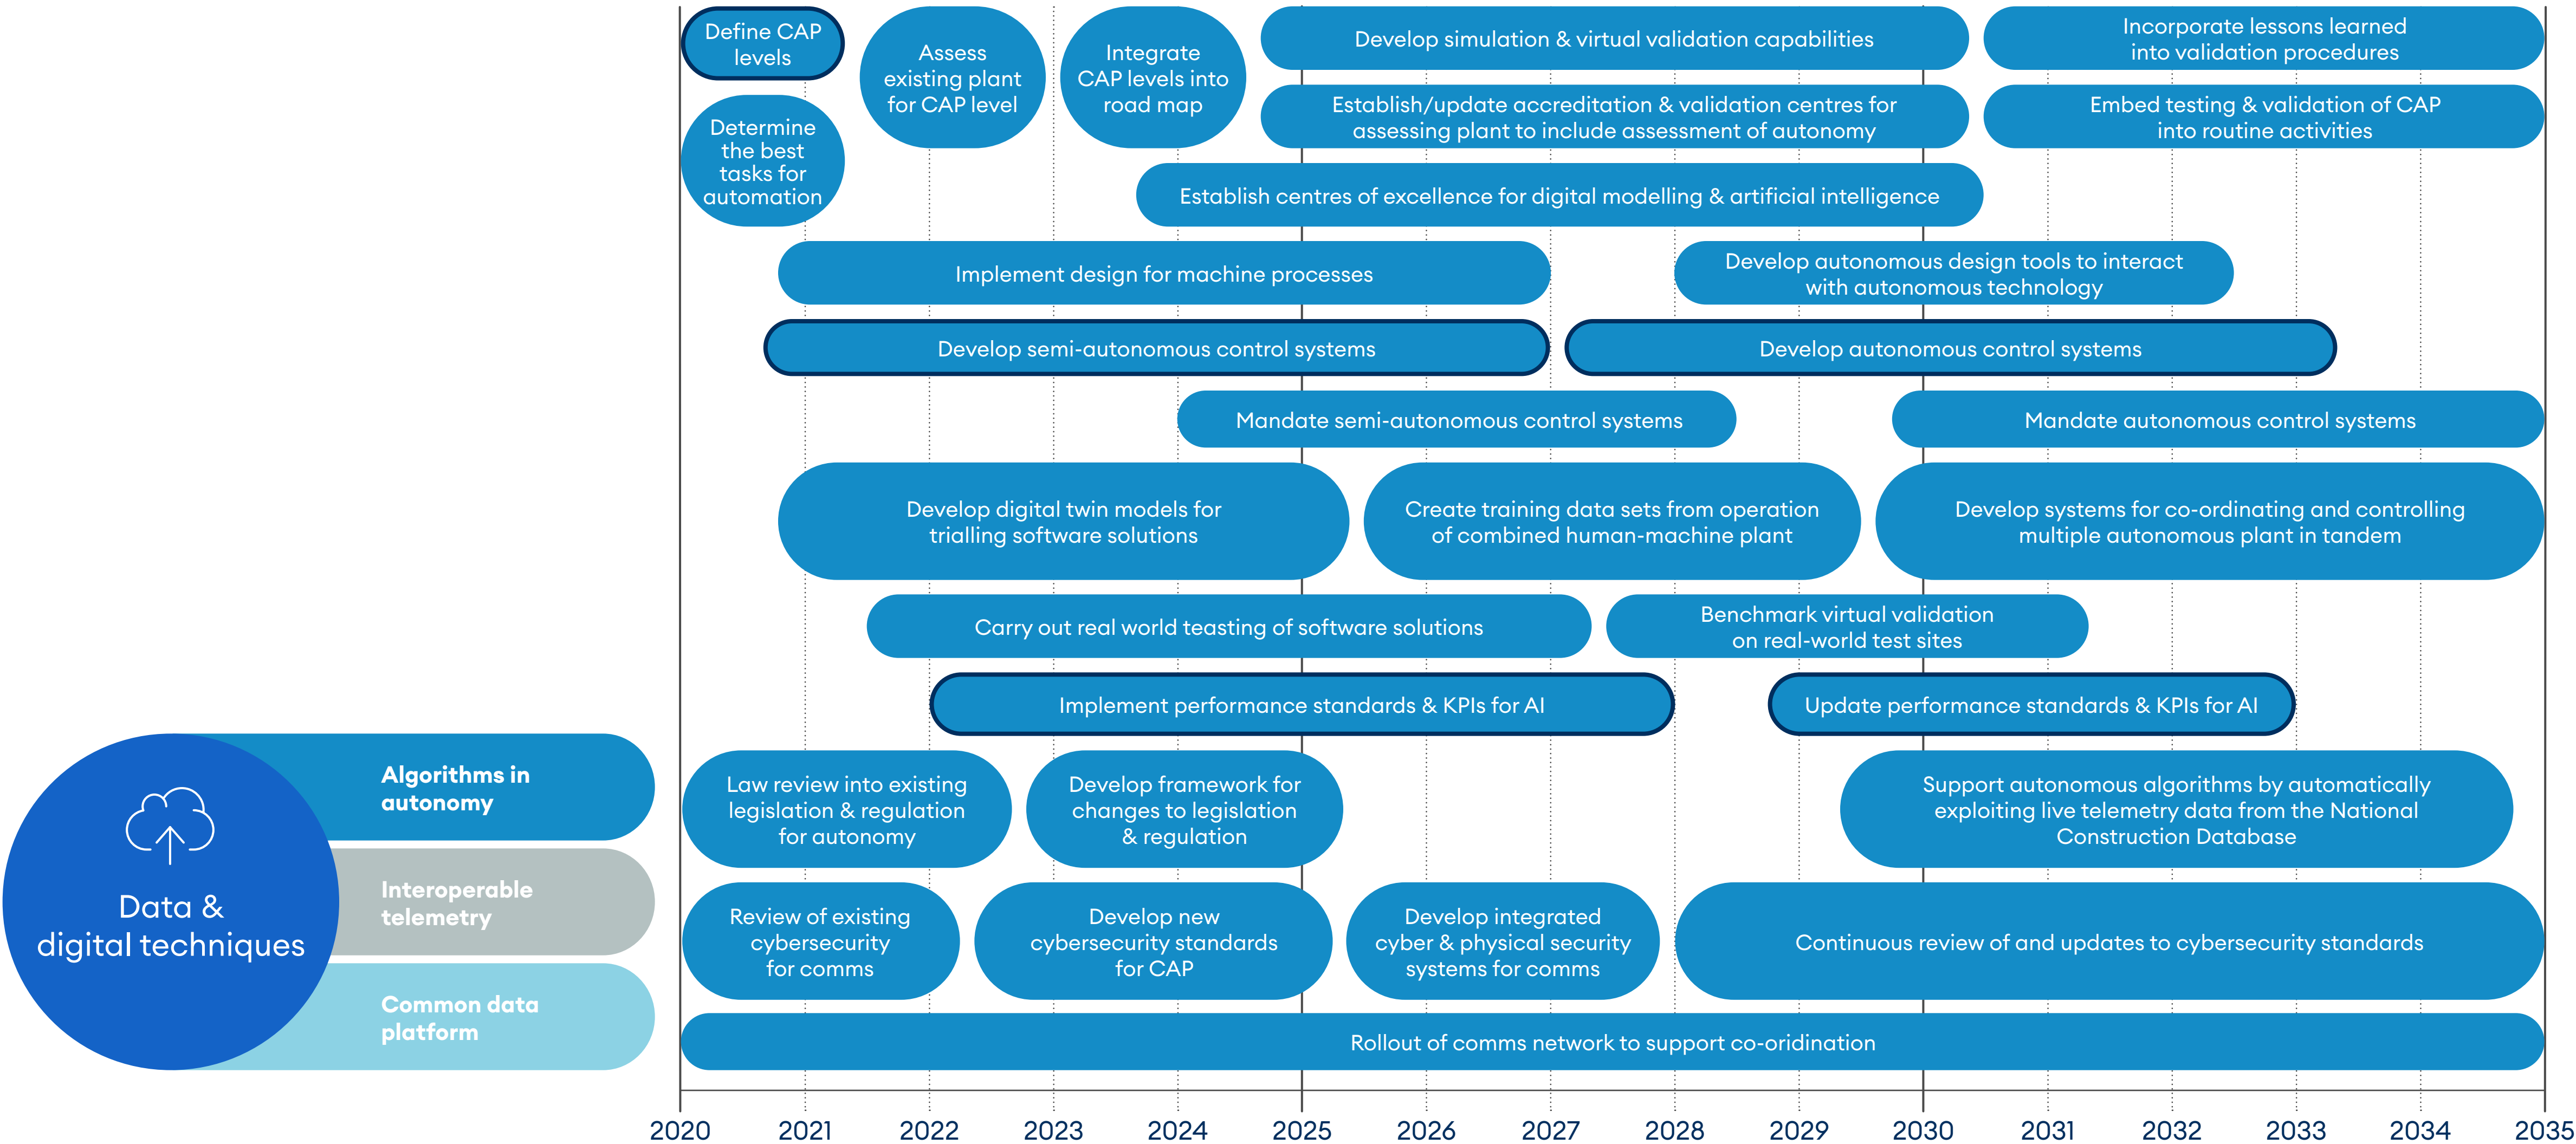 Define CAP
levels
Assess
existing plant
for CAP level
Integrate
CAP levels into
road map
Develop simulation & virtual validation capabilities
Incorporate lessons learned
into validation procedures
Determine
the best
tasks for
automation
Establish/update accreditation & validation centres for
assessing plant to include assessment of autonomy
Embed testing & validation of CAP
into routine activities
Establish centres of excellence for digital modelling & artificial intelligence
Implement design for machine processes
Develop autonomous design tools to interact
with autonomous technology
Develop semi-autonomous control systems
Develop autonomous control systems
Mandate semi-autonomous control systems
Mandate autonomous control systems
Develop digital twin models for
trialling software solutions
Create training data sets from operation
of combined human-machine plant
Develop systems for co-ordinating and controlling
multiple autonomous plant in tandem
Carry out real world teasting of software solutions
Benchmark virtual validation
on real-world test sites
Implement performance standards & KPIs for AI
Update performance standards & KPIs for AI
Law review into existing
legislation & regulation
for autonomy
Develop framework for
changes to legislation
& regulation
Support autonomous algorithms by automatically
exploiting live telemetry data from the National
Construction Database
Review of existing
cybersecurity
for comms
Develop new
cybersecurity standards
for CAP
Develop integrated
cyber & physical security
systems for comms
Continuous review of and updates to cybersecurity standards
Rollout of comms network to support co-oridination
Data &
digital techniques
Algorithms in
autonomy
Interoperable
telemetry
Common data
platform
2020 2021 2022 2023 2024 2025 2026 2027 2028 2029 2030 2031 2032 2033 2034 2035